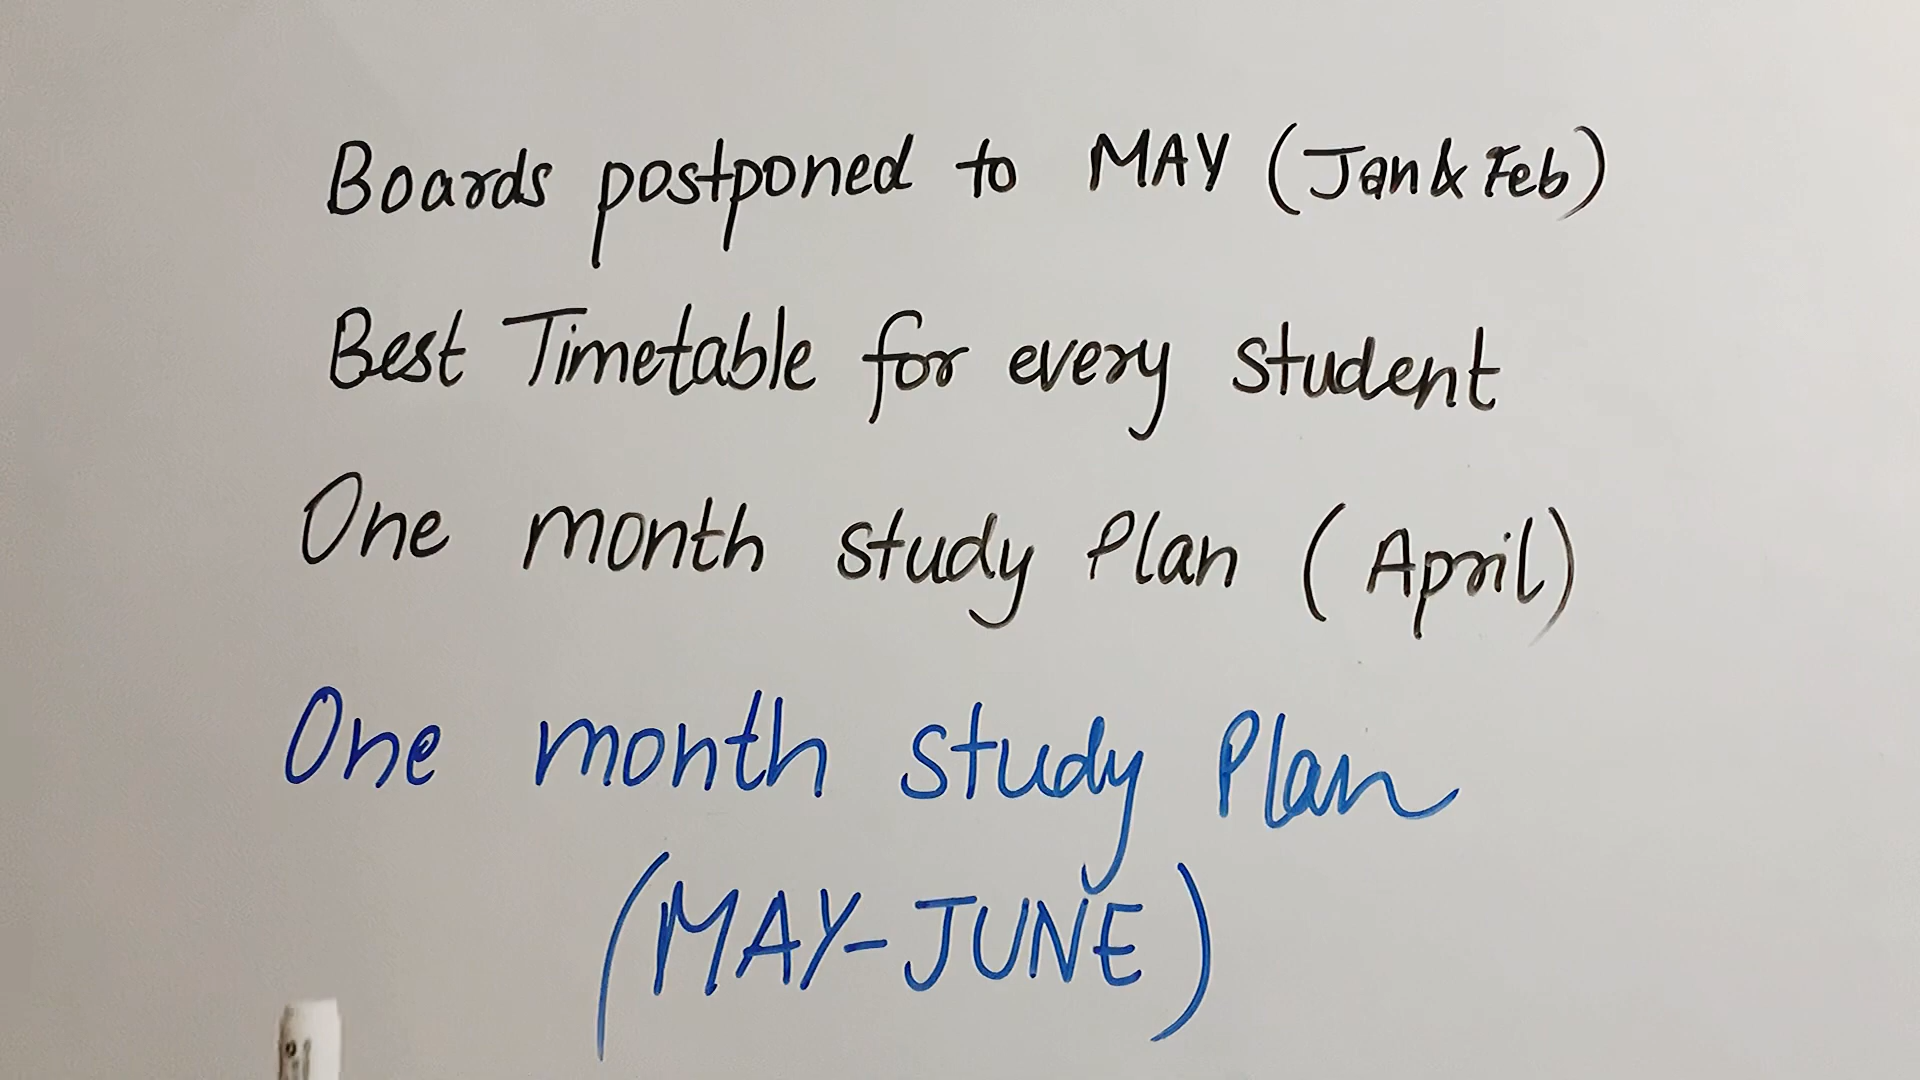 Boards postponed to MAY (Jan & Feb)
Best Timetable for every student
One month study Plan (April)
One month study Plan
(MAY-JUNE)